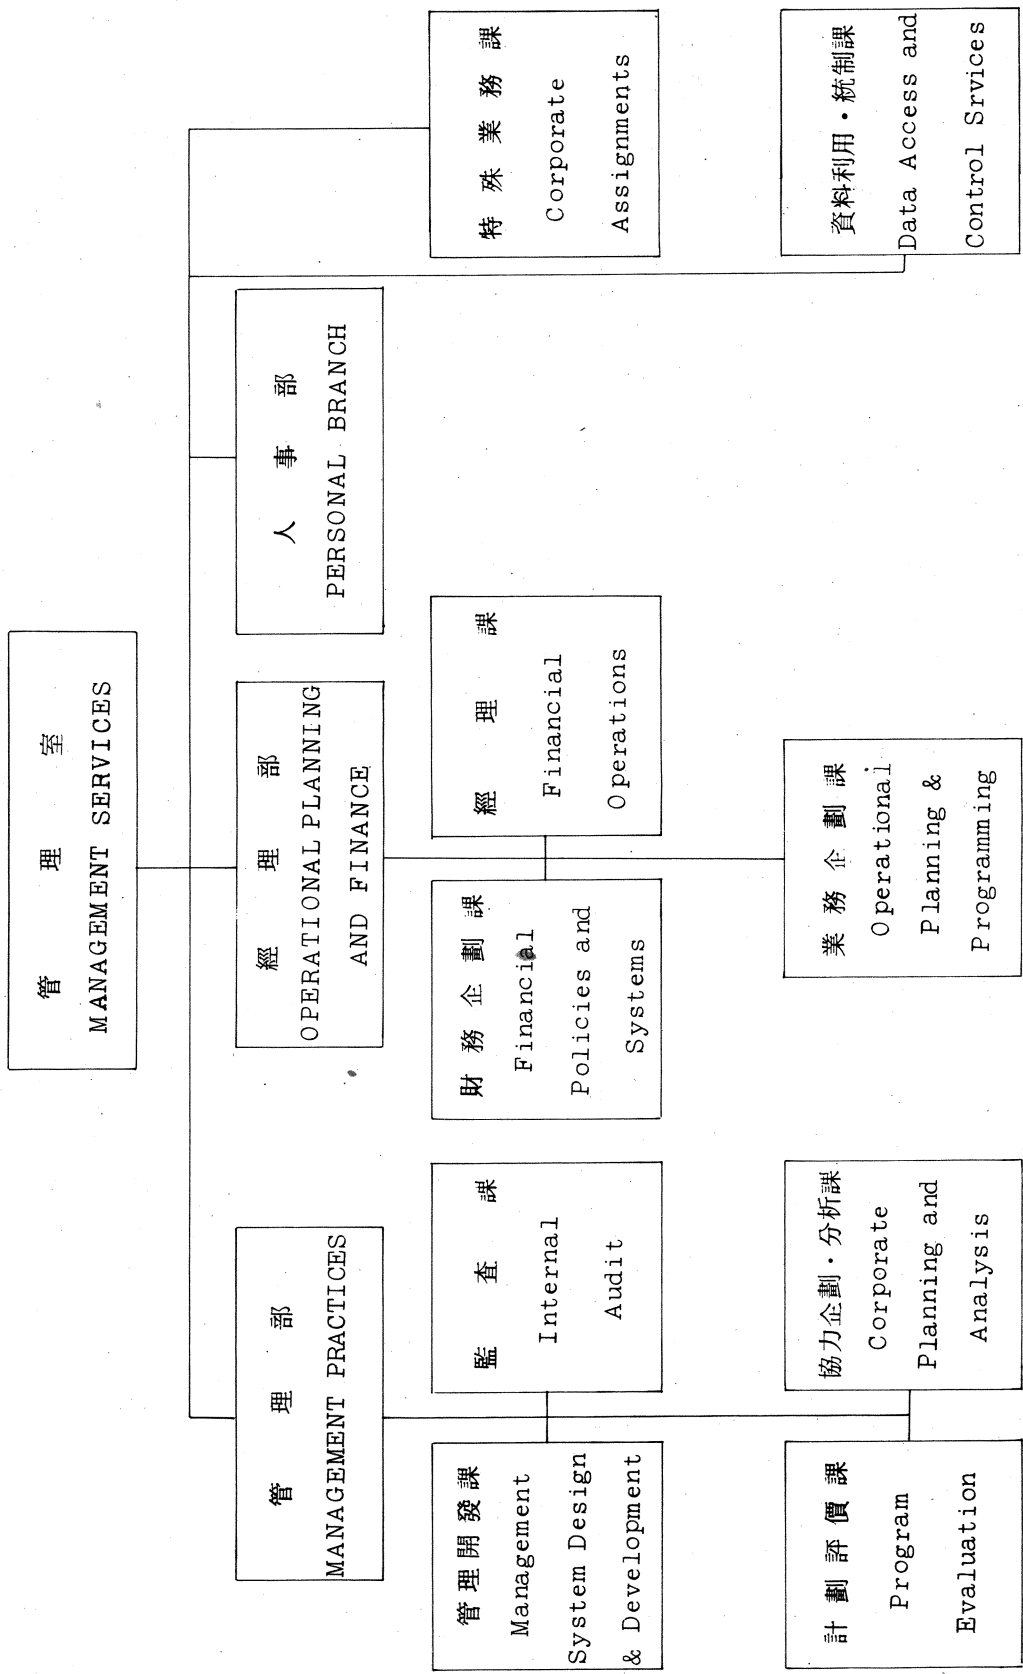 管理室
MANAGEMENT SERVICES
管理部
MANAGEMENT PRACTICES
經理部
OPERATIONAL PLANNING
AND FINANCE
人事部
PERSONAL BRANCH
管理開發課
Management
System Design
& Development
監査課
Internal
Audit
財務企劃課
Financial
Policies and
Systems
經理課
Financial
Operations
特殊業務課
Corporate
Assignments
計劃評價課
Program
Evaluation
協力企劃·分析課
Corporate
Planning and
Analysis
業務企劃課
Operational
Planning &
Programming
資料利用·統制課
Data Access and
Control Srvices